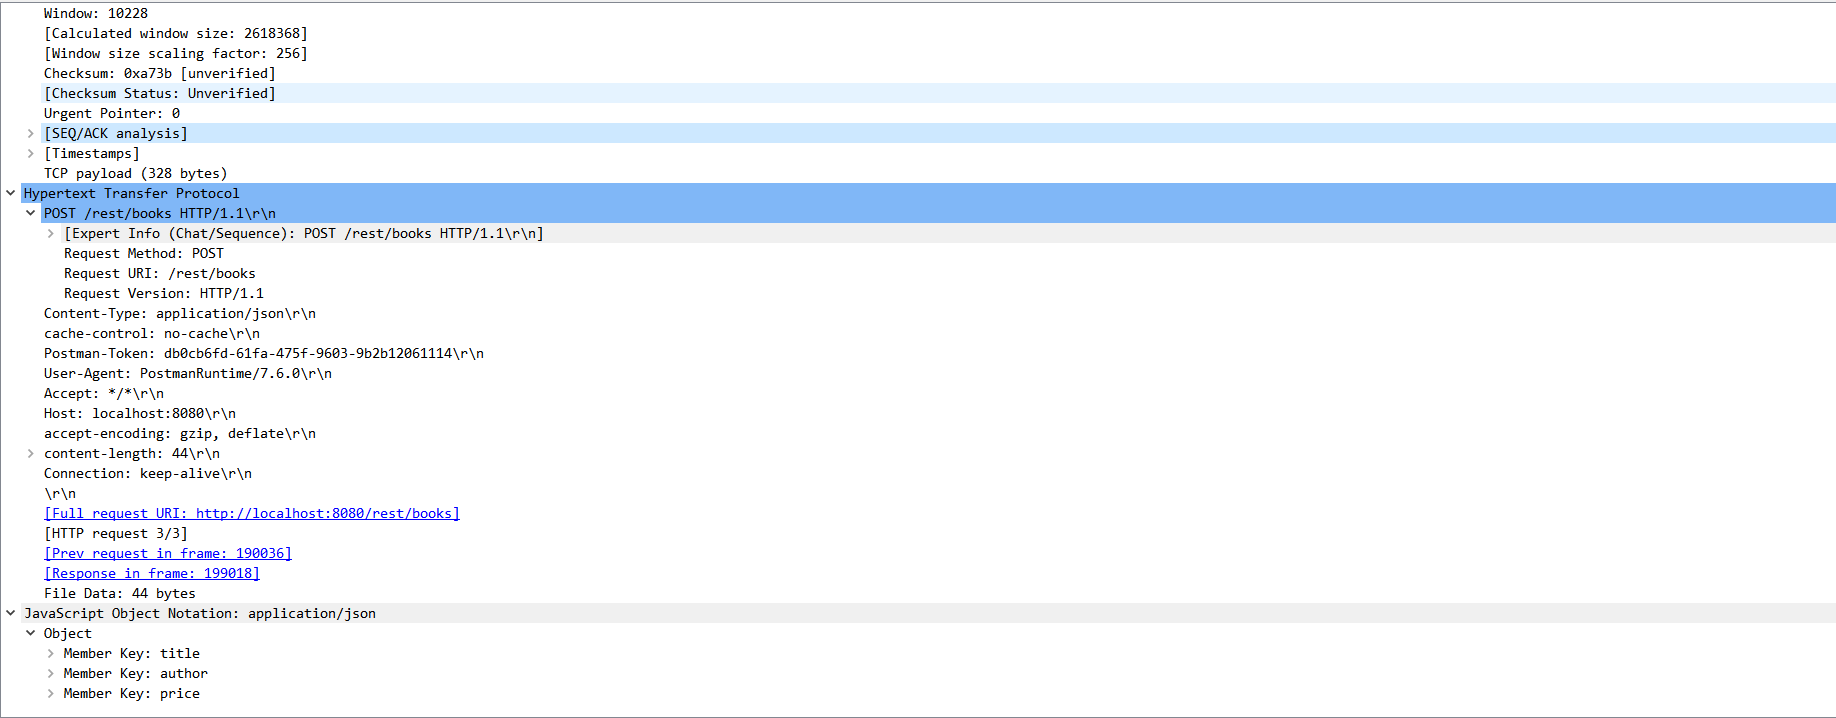 Window: 10228
[Calculated window size: 2618368]
[Window size scaling factor: 256]
Checksum: 0xa73b [unverified]
[Checksum Status: Unverified]
Urgent Pointer: 0
[SEQ/ACK analysis]
[Timestamps]
TCP payload (328 bytes)
Hypertext Transfer Protocol
POST /rest/books HTTP/1.1\r\n
[Expert Info (Chat/Sequence): POST /rest/books HTTP/1.1\r\n]
Request Method: POST
Request URI: /rest/books
Request Version: HTTP/1.1
Content-Type: application/json\r\n
cache-control: no-cache\r\n
Postman-Token: db0cb6fd-61fa-475f-9603-9b2b12061114\r\n
User-Agent: PostmanRuntime/7.6.0\r\n
Accept: */*\r\n
Host: localhost:8080\r\n
accept-encoding: gzip, deflate\r\n
content-length: 44\r\n
Connection: keep-alive\r\n
\r\n
[Full request URI: http://localhost:8080/rest/books]
[HTTP request 3/3]
[Prev request in frame: 190036]
[Response in frame: 199018]
File Data: 44 bytes
JavaScript Object Notation: application/json
Object
Member Key: title
Member Key: author
Member Key: price